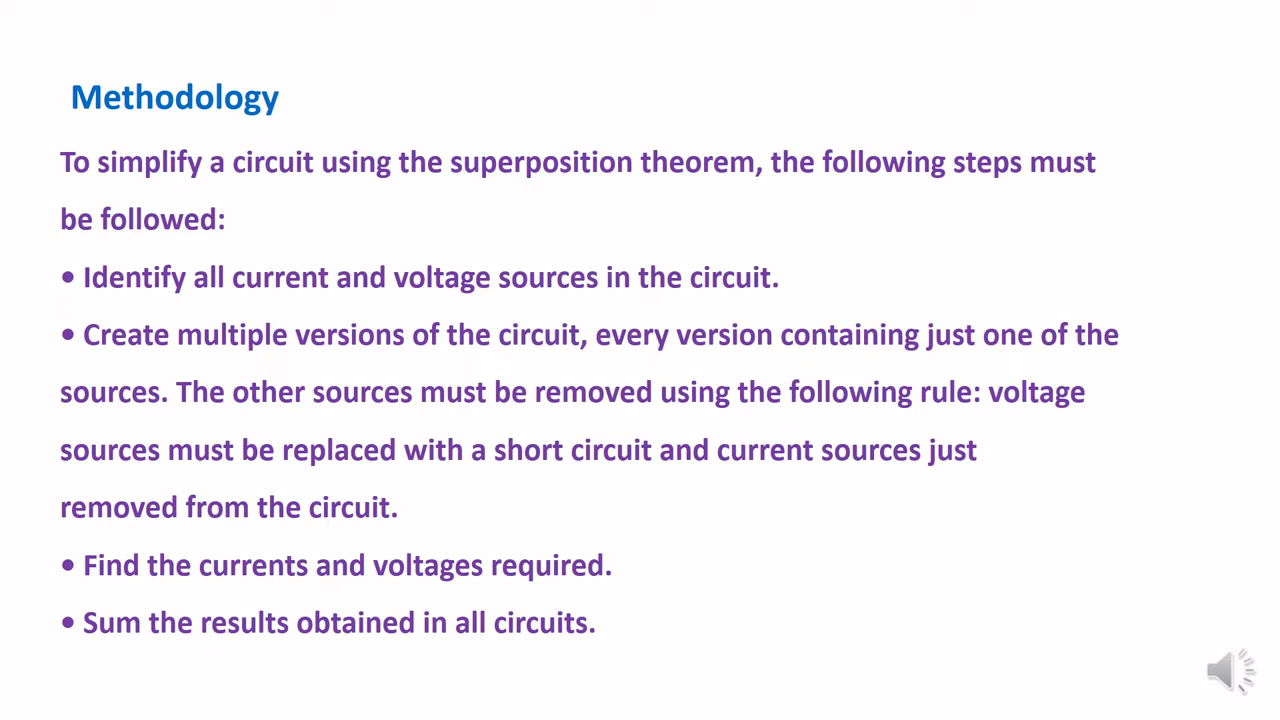 Methodology
To simplify a circuit using the superposition theorem, the following steps must
be followed:
• Identify all current and voltage sources in the circuit.
• Create multiple versions of the circuit, every version containing just one of the
sources. The other sources must be removed using the following rule: voltage
sources must be replaced with a short circuit and current sources just
removed from the circuit.
• Find the currents and voltages required.
• Sum the results obtained in all circuits.